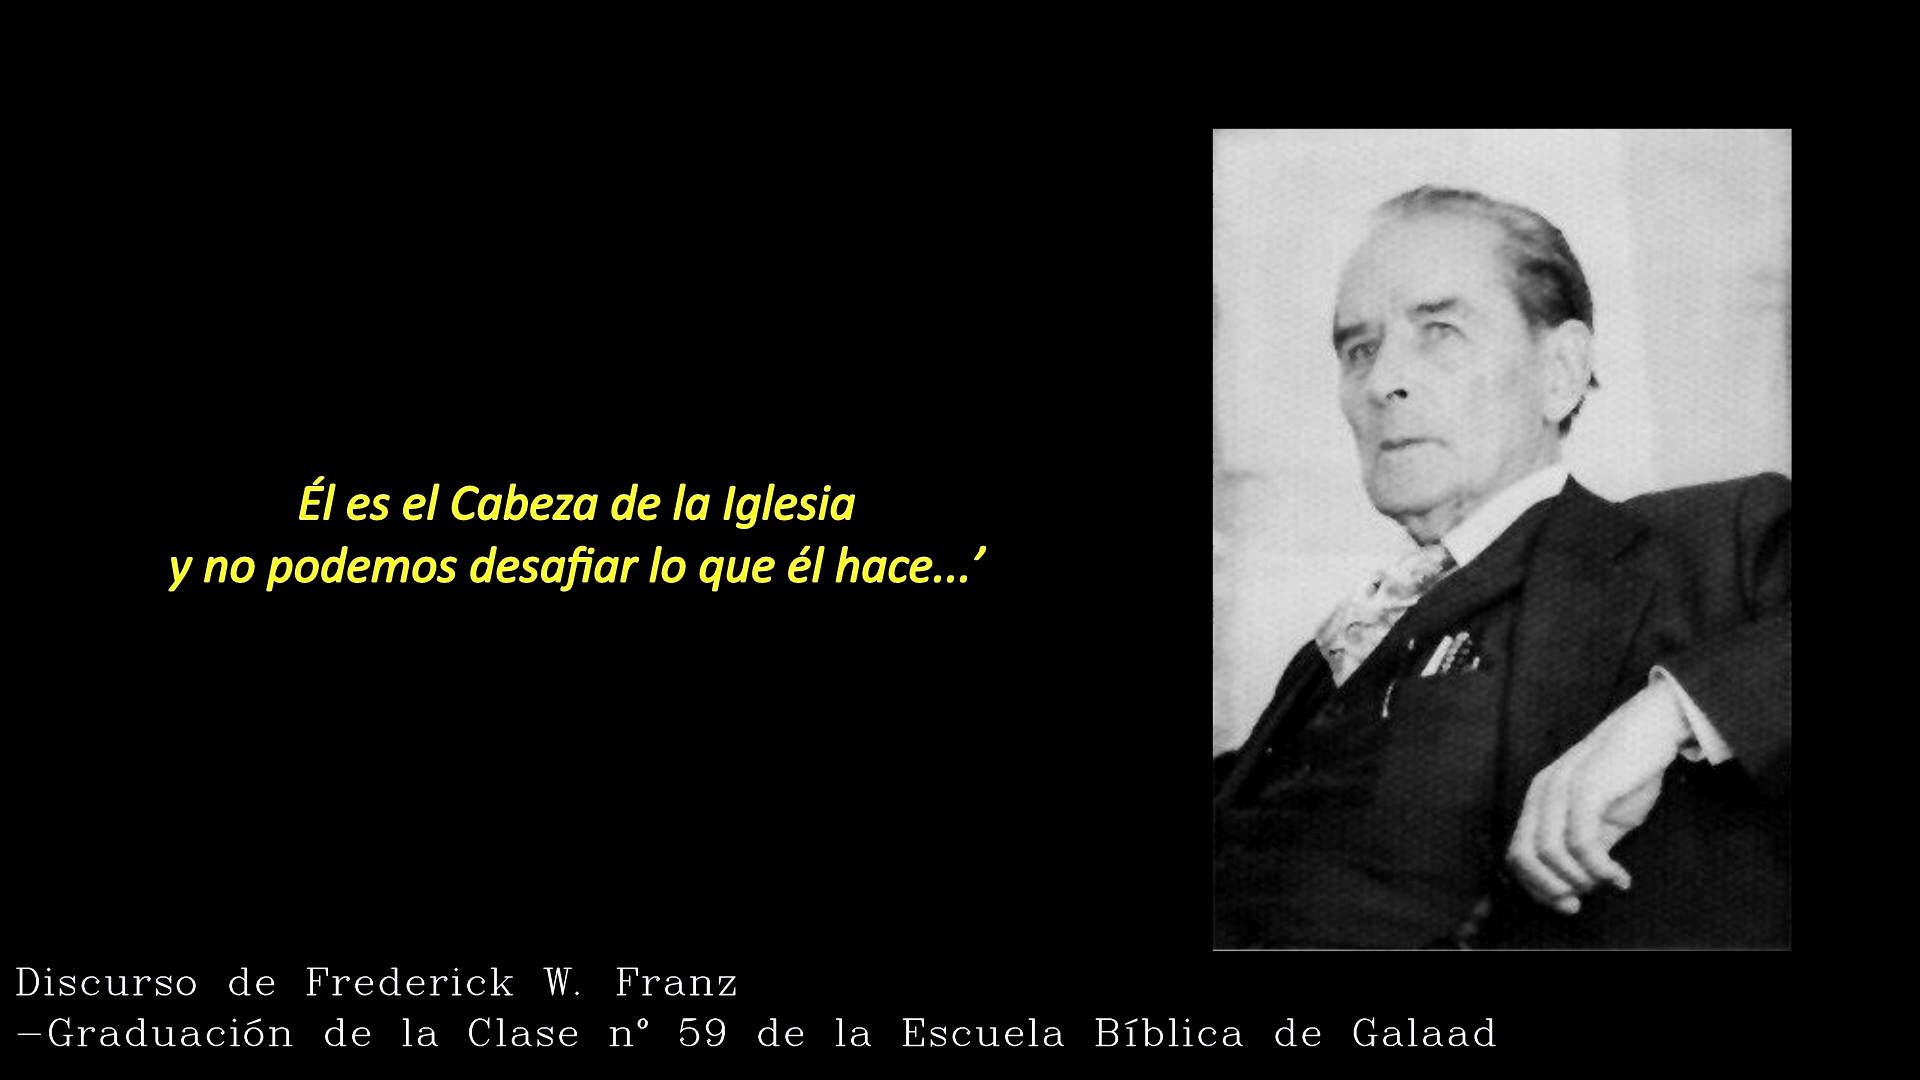 Él es el Cabeza de la Iglesia
y no podemos desafiar lo que él hace...’
Discurso de Frederick W. Franz
—Graduación de la Clase nº 59 de la Escuela Bíblica de Galaad